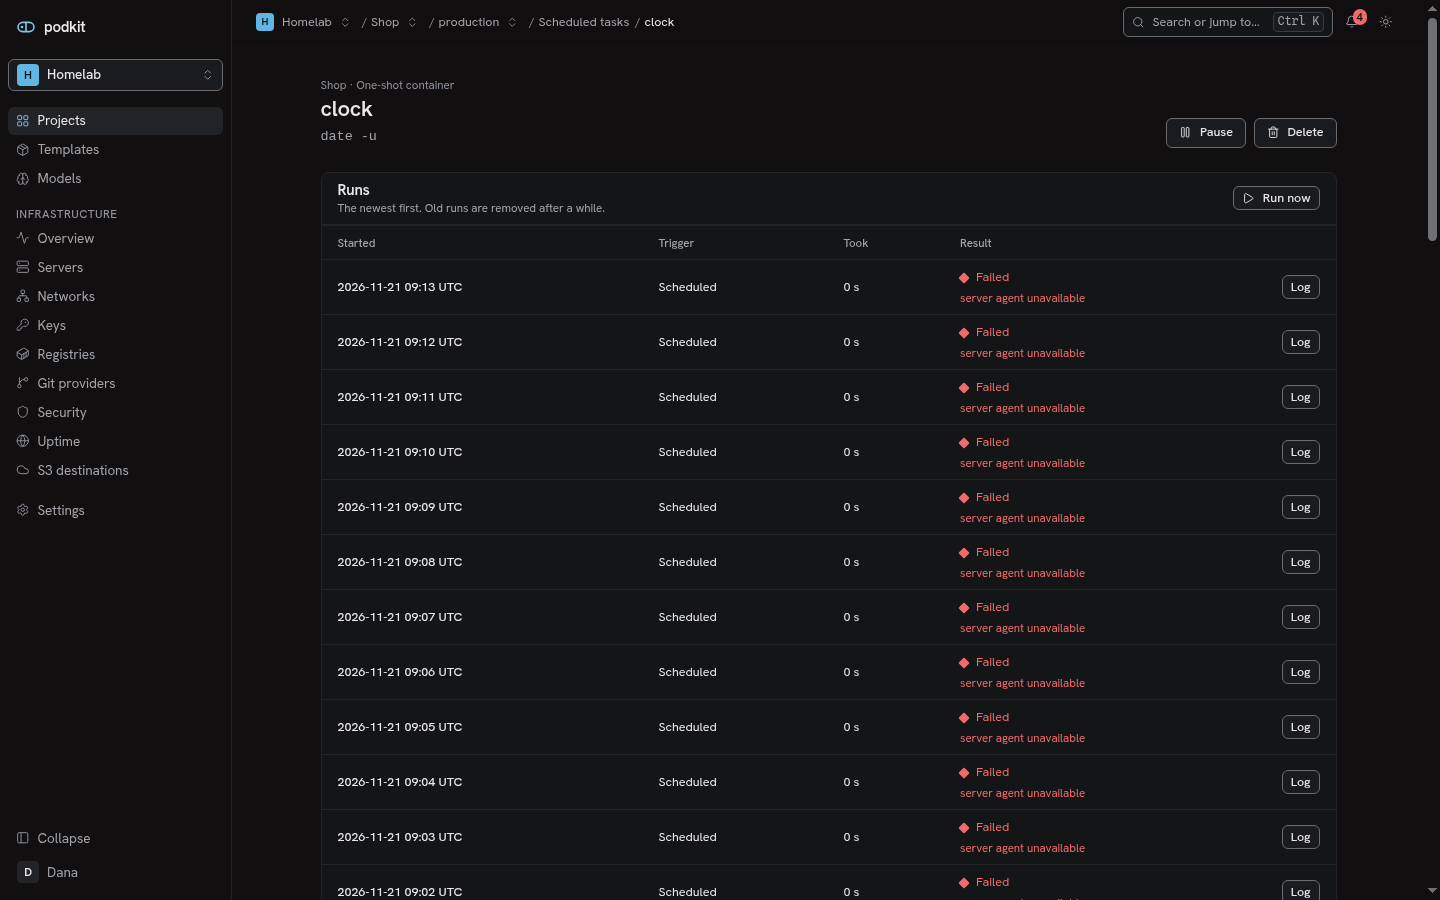 podkit
H Homelab
Projects
Templates
Models
INFRASTRUCTURE
Overview
Servers
Networks
Keys
Registries
Git providers
Security
Uptime
S3 destinations
Settings
Collapse
D Dana
H Homelab / Shop / production / Scheduled tasks / clock
Search or jump to... Ctrl K
4
Shop · One-shot container
clock
date -u
Pause Delete
Runs
The newest first. Old runs are removed after a while.
Run now
Started Trigger Took Result
2026-11-21 09:13 UTC Scheduled 0 s Failed Log
server agent unavailable
2026-11-21 09:12 UTC Scheduled 0 s Failed Log
server agent unavailable
2026-11-21 09:11 UTC Scheduled 0 s Failed Log
server agent unavailable
2026-11-21 09:10 UTC Scheduled 0 s Failed Log
server agent unavailable
2026-11-21 09:09 UTC Scheduled 0 s Failed Log
server agent unavailable
2026-11-21 09:08 UTC Scheduled 0 s Failed Log
server agent unavailable
2026-11-21 09:07 UTC Scheduled 0 s Failed Log
server agent unavailable
2026-11-21 09:06 UTC Scheduled 0 s Failed Log
server agent unavailable
2026-11-21 09:05 UTC Scheduled 0 s Failed Log
server agent unavailable
2026-11-21 09:04 UTC Scheduled 0 s Failed Log
server agent unavailable
2026-11-21 09:03 UTC Scheduled 0 s Failed Log
server agent unavailable
2026-11-21 09:02 UTC Scheduled 0 s Failed Log